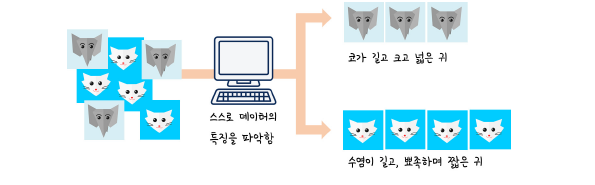 코가 길고 크고 넓은 귀
스스로 데이터의
특징을 파악함
수염이 길고, 뾰족하며 짧은 귀